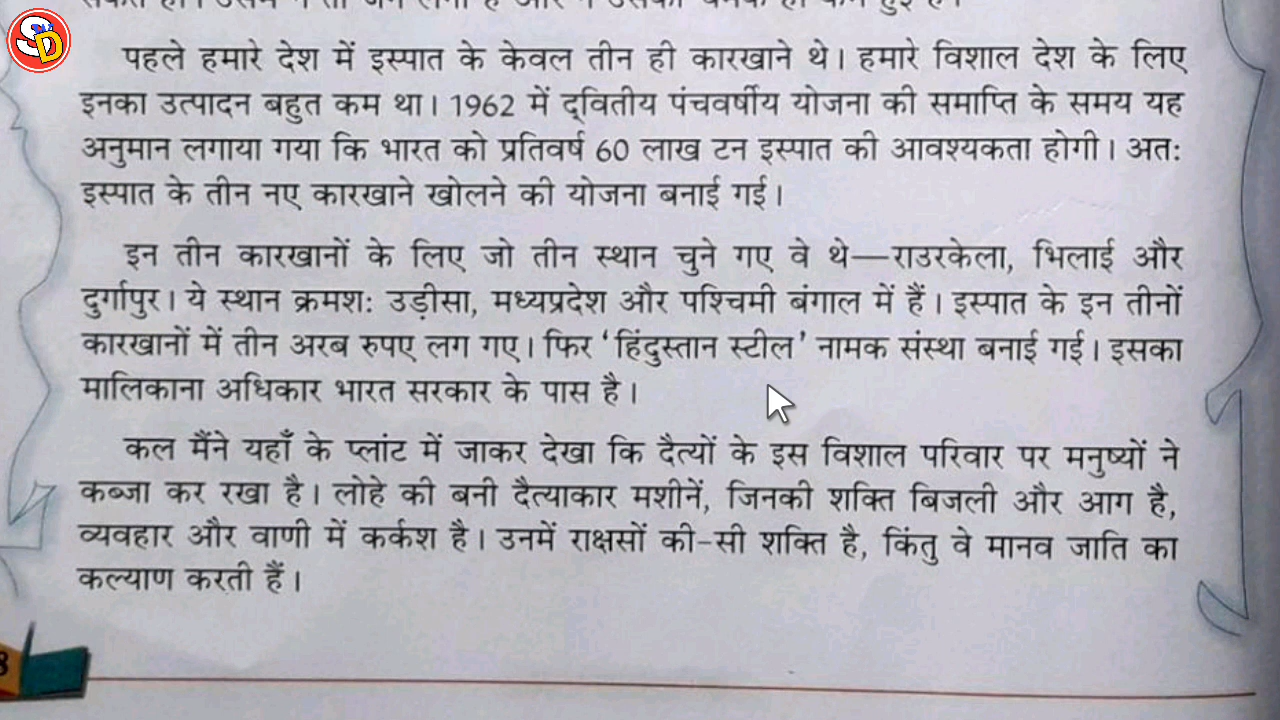 SD
पहले हमारे देश में इस्पात के केवल तीन ही कारखाने थे। हमारे विशाल देश के लिए
इनका उत्पादन बहुत कम था। 1962 में द्‌वितीय पंचवर्षीय योजना की समाप्ति के समय यह
अनुमान लगाया गया कि भारत को प्रतिवर्ष 60 लाख टन इस्पात की आवश्यकता होगी। अतः
इस्पात के तीन नए कारखाने खोलने की योजना बनाई गई।
इन तीन कारखानों के लिए जो तीन स्थान चुने गए वे थे—राउरकेला, भिलाई और
दुर्गापुर। ये स्थान क्रमशः उड़ीसा, मध्यप्रदेश और पश्चिमी बंगाल में हैं। इस्पात के इन तीनों
कारखानों में तीन अरब रुपए लग गए। फिर ‘हिंदुस्तान स्टील’ नामक संस्था बनाई गई। इसका
मालिकाना अधिकार भारत सरकार के पास है।
कल मैंने यहाँ के प्लांट में जाकर देखा कि दैत्यों के इस विशाल परिवार पर मनुष्यों ने
कब्जा कर रखा है। लोहे की बनी दैत्याकार मशीनें, जिनकी शक्ति बिजली और आग है,
व्यवहार और वाणी में कर्कश है। उनमें राक्षसों की-सी शक्ति है, किंतु वे मानव जाति का
कल्याण करती हैं।
8